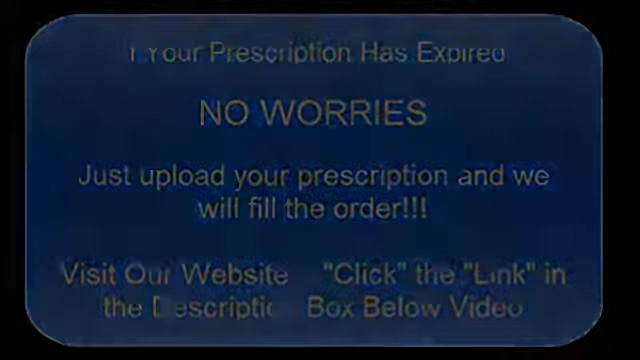 Your Prescription Has Expired
NO WORRIES
Just upload your prescription and we
will fill the order!!!
Visit Our Website "Click" the "Link" in
the Description Box Below Video